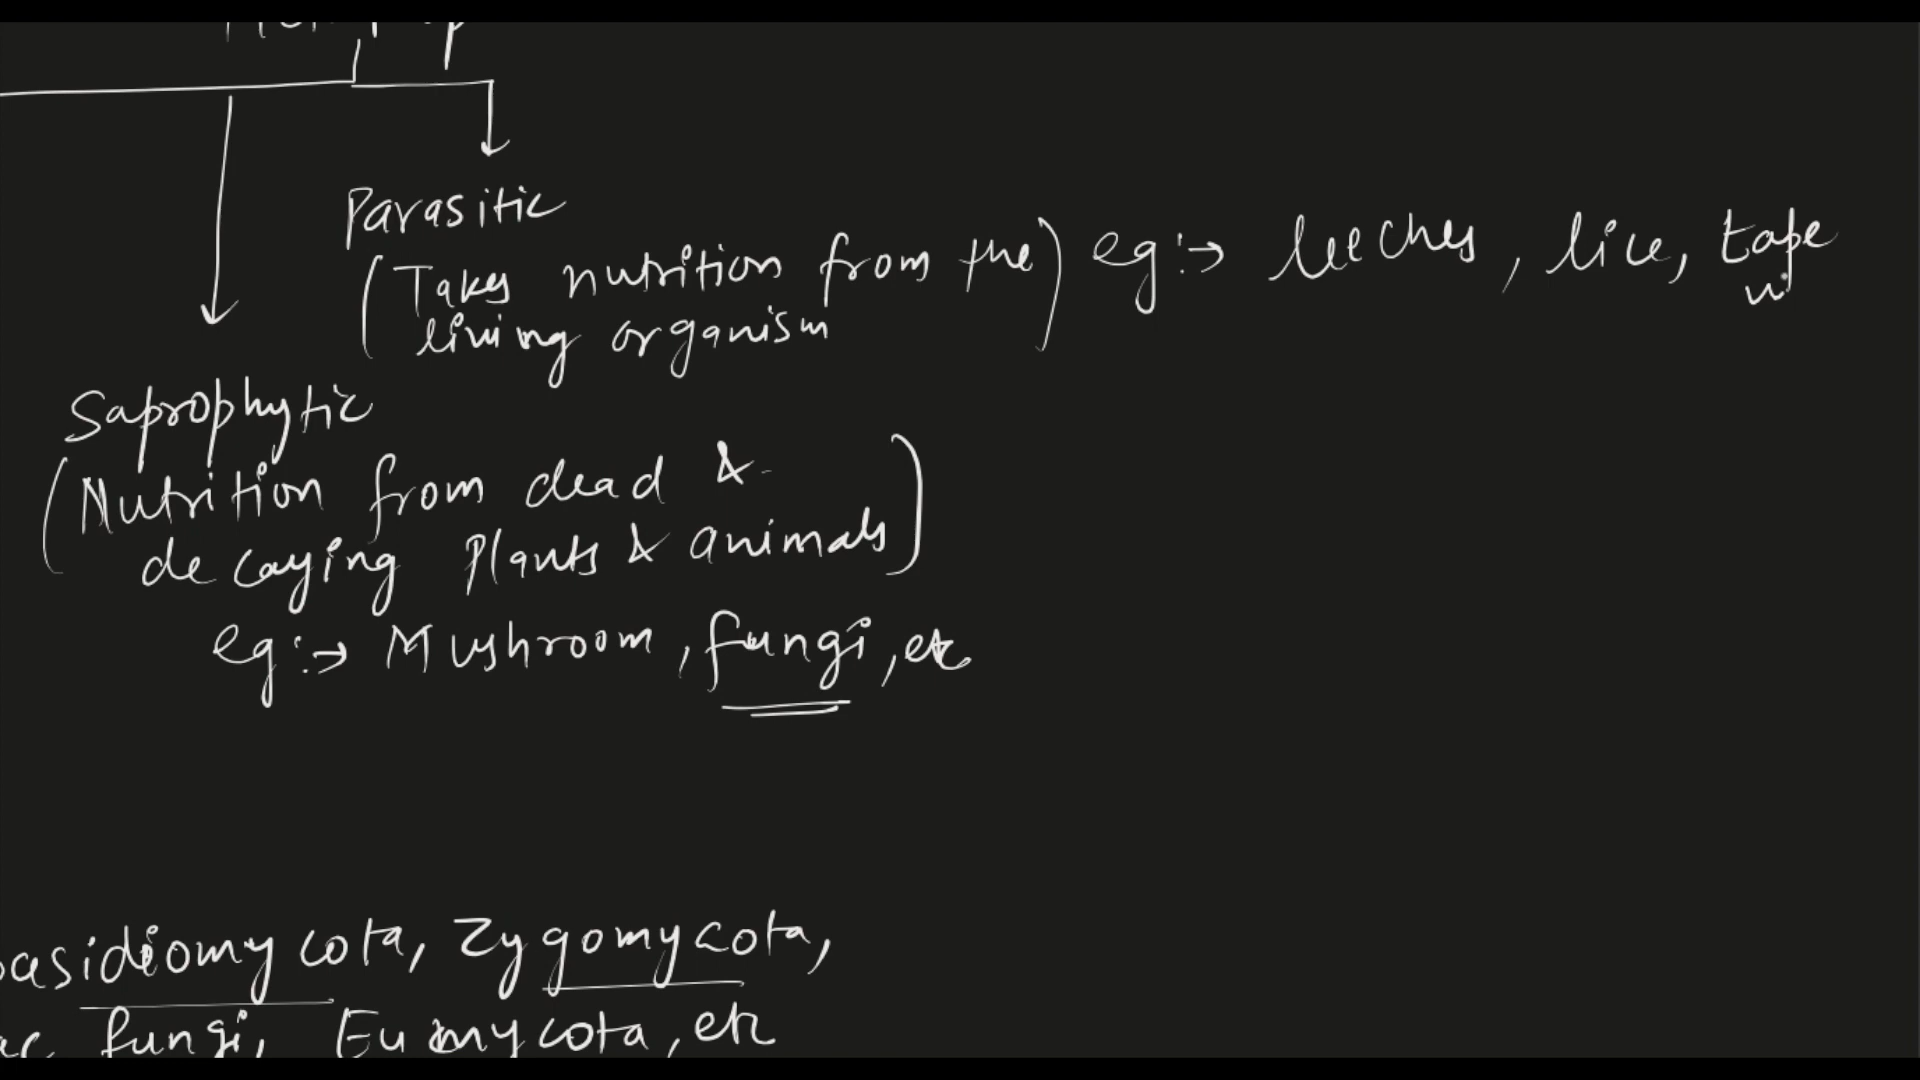 Parasitic
(Takes nutrition from the
living organism) eg:→ leeches, lice, tape
w
Saprophytic
(Nutrition from dead &
decaying Plants & animals)
eg:→ Mushroom, fungi, etc
basidiomycota, Zygomycota,
fungi, Eumycota, etc